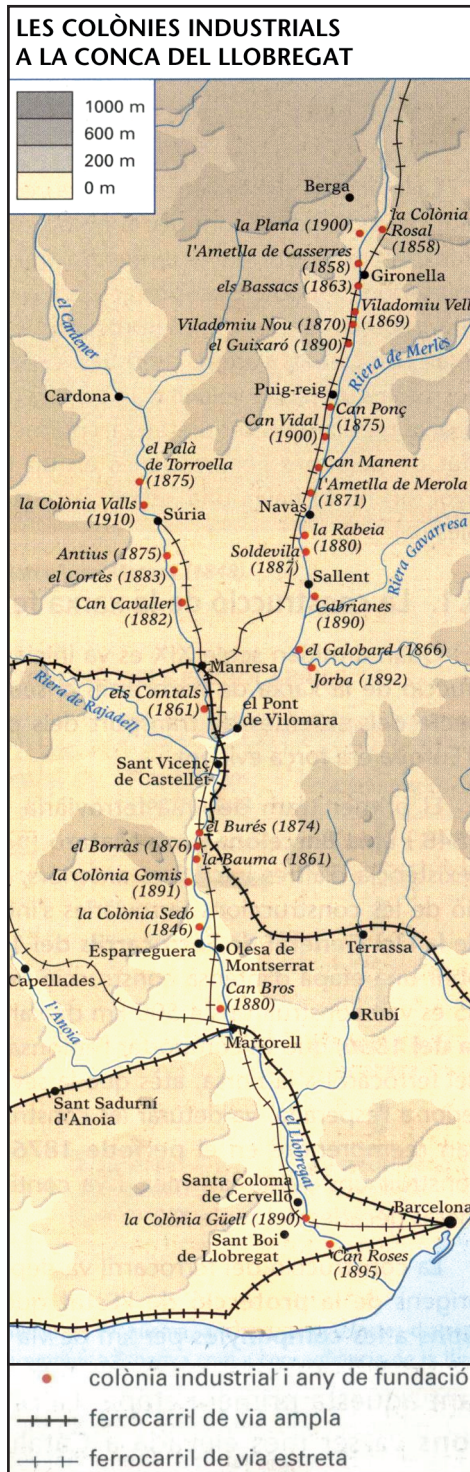 LES COLÒNIES INDUSTRIALS
A LA CONCA DEL LLOBREGAT
1000 m
600 m
200 m
0 m
Berga
la Plana (1900)
la Colònia
Rosal
(1858)
l'Ametlla de Casserres
(1858)
Gironella
els Bassacs (1863)
Viladomiu Vell
(1869)
Viladomiu Nou (1870)
el Guixaró (1890)
Riera de Merlès
el Cardener
Cardona
Puig-reig
Can Ponç
(1875)
Can Vidal
(1900)
Can Manent
l'Ametlla de Merola
(1871)
el Palà
de Torroella
(1875)
la Colònia Valls
(1910)
Súria
Navàs
la Rabeia
(1880)
Soldevila
(1887)
Riera Gavarresa
Antius (1875)
el Cortès (1883)
Sallent
Can Cavaller
(1882)
Cabrianes
(1890)
el Galobard (1866)
Manresa
Jorba (1892)
Riera de Rajadell
els Comtals
(1861)
el Pont
de Vilomara
Sant Vicenç
de Castellet
el Burés (1874)
el Borràs (1876)
la Bauma (1861)
la Colònia Gomis
(1891)
la Colònia Sedó
(1846)
Esparreguera
Olesa de
Montserrat
Terrassa
Capellades
Can Bros
(1880)
l'Anoia
Rubí
Martorell
Sant Sadurní
d'Anoia
el Llobregat
Santa Coloma
de Cervelló
Barcelona
la Colònia Güell (1890)
Sant Boi
de Llobregat
Can Roses
(1895)
colònia industrial i any de fundació
ferrocarril de via ampla
ferrocarril de via estreta